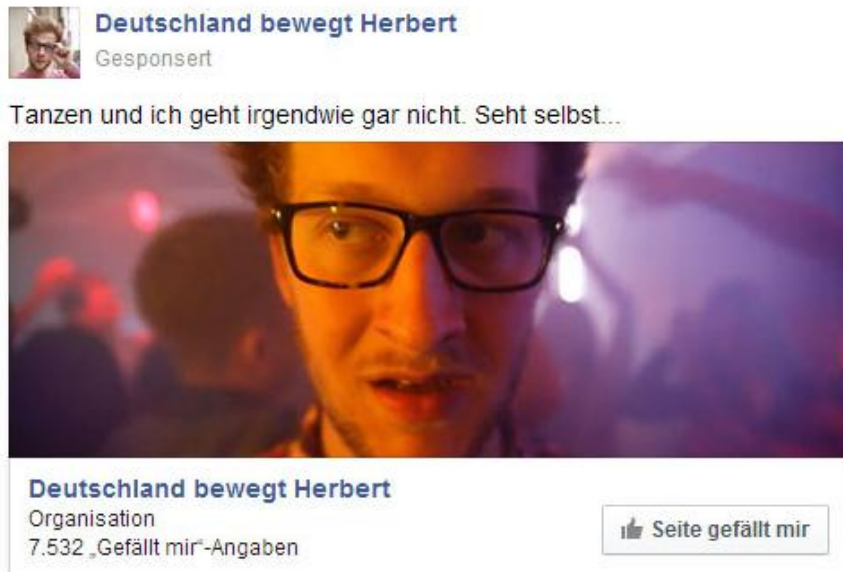 Deutschland bewegt Herbert
Gesponsert
Tanzen und ich geht irgendwie gar nicht. Seht selbst...
Deutschland bewegt Herbert
Organisation
7.532 „Gefällt mir“-Angaben
Seite gefällt mir